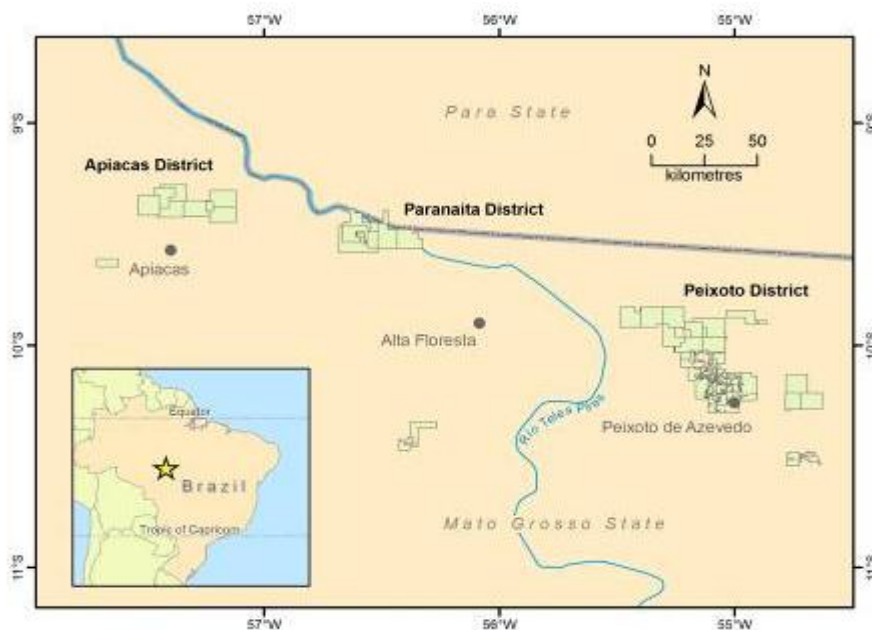 57°W
56°W
55°W
9°S
9°S
Para State
N
0 25 50
kilometres
Apiacas District
Paranaita District
Apiacas
Peixoto District
Alta Floresta
10°S
10°S
Rio Teles Pires
Peixoto de Azevedo
Equator
Brazil
Tropic of Capricorn
Mato Grosso State
11°S
11°S
57°W
56°W
55°W